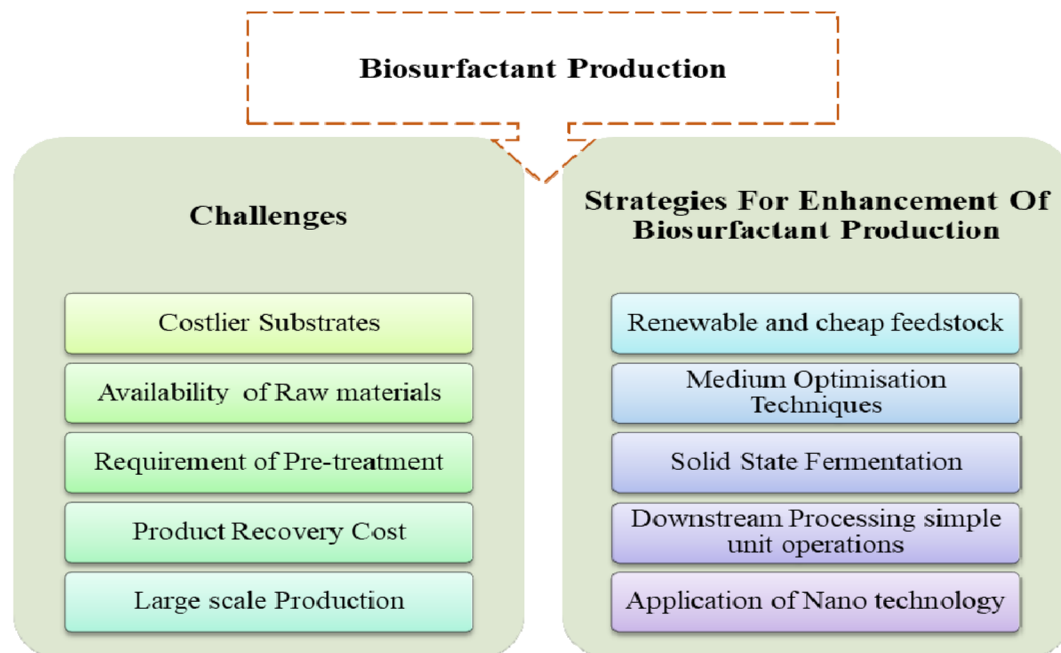 Biosurfactant Production
Challenges
Costlier Substrates
Availability of Raw materials
Requirement of Pre-treatment
Product Recovery Cost
Large scale Production
Strategies For Enhancement Of
Biosurfactant Production
Renewable and cheap feedstock
Medium Optimisation
Techniques
Solid State Fermentation
Downstream Processing simple
unit operations
Application of Nano technology